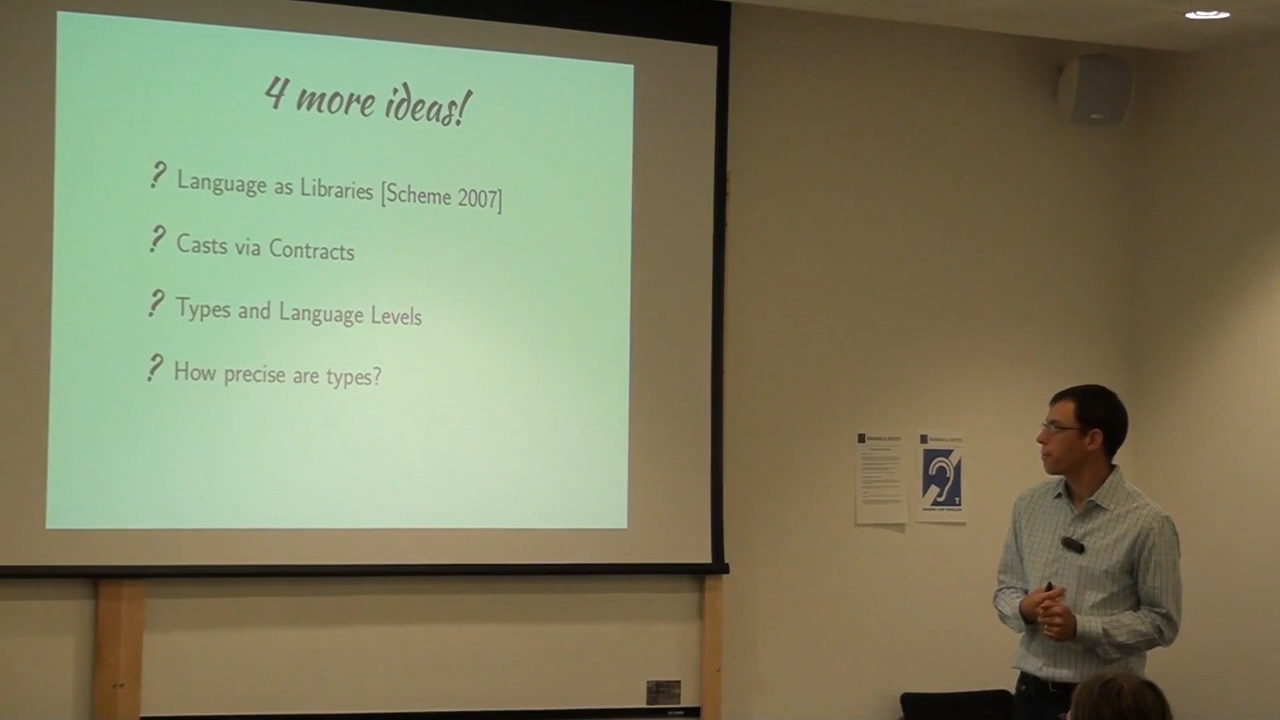 4 more ideas!
? Language as Libraries [Scheme 2007]
? Casts via Contracts
? Types and Language Levels
? How precise are types?
T